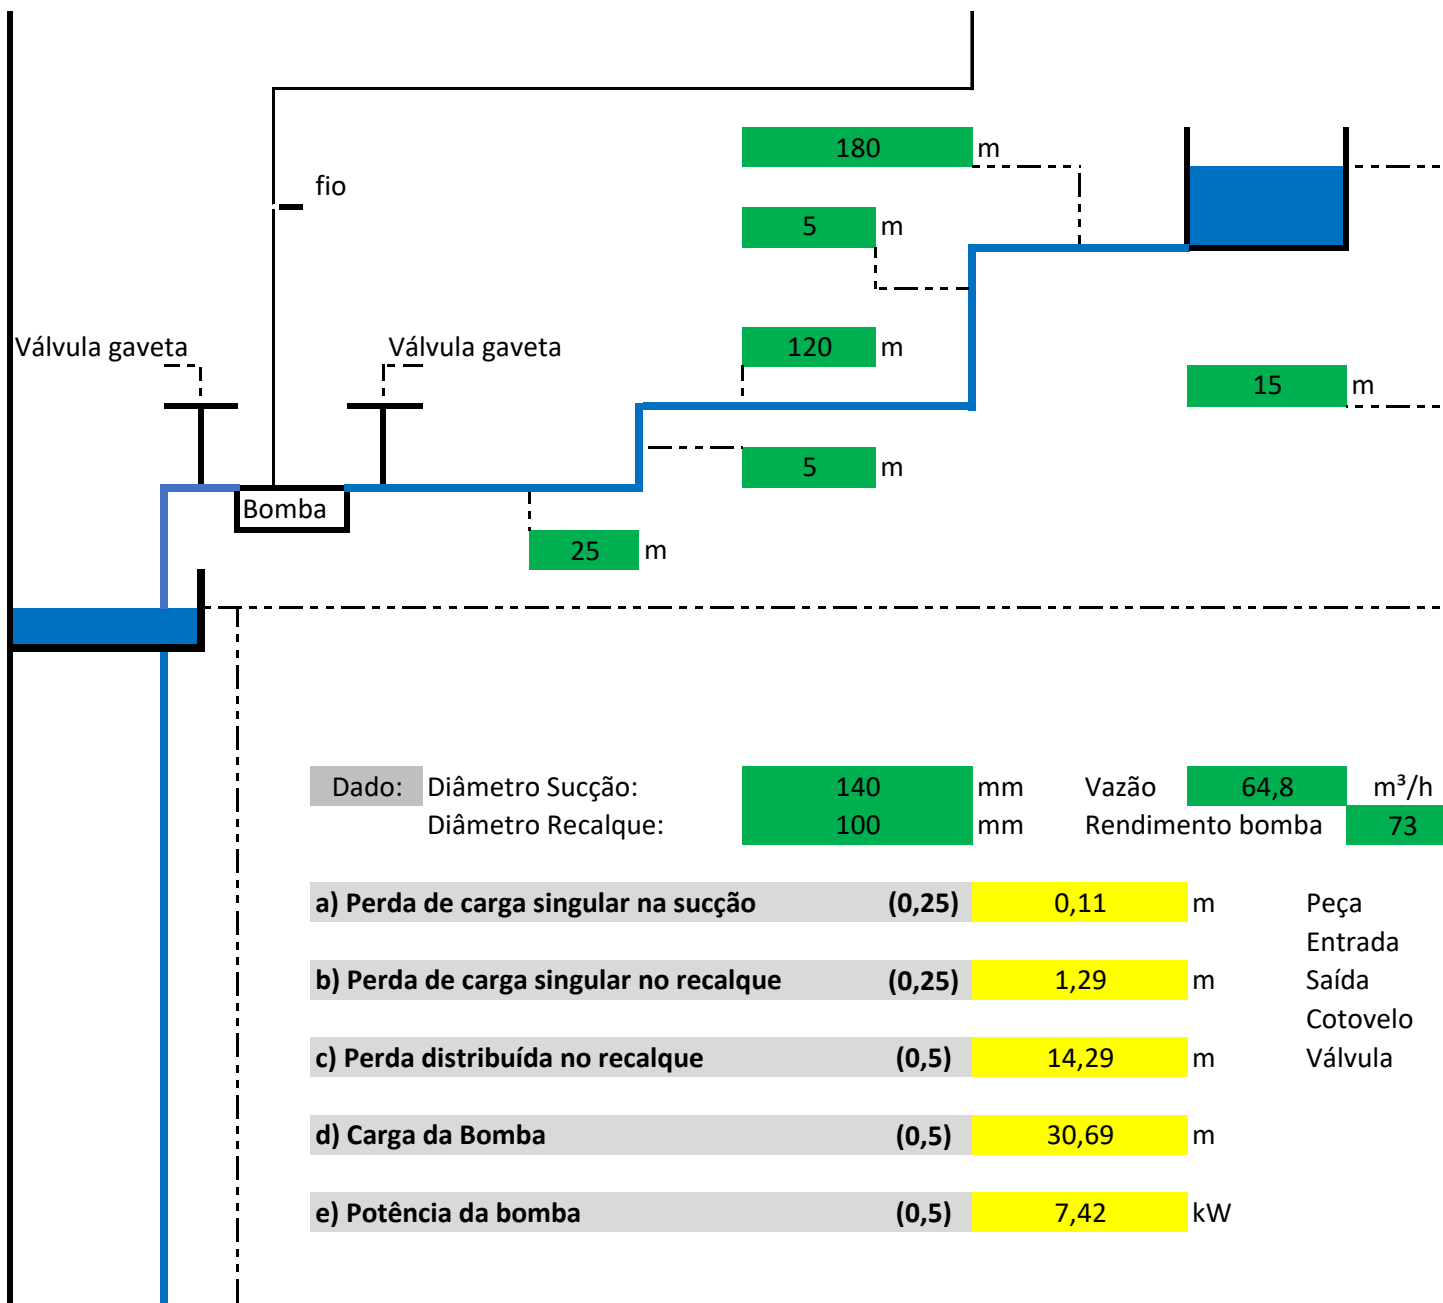 180 m
fio
5 m
Válvula gaveta Válvula gaveta 120 m
15 m
5 m
Bomba
25 m
Dado: Diâmetro Sucção: 140 mm Vazão 64,8 m³/h
Diâmetro Recalque: 100 mm Rendimento bomba 73
a) Perda de carga singular na sucção (0,25) 0,11 m Peça
Entrada
b) Perda de carga singular no recalque (0,25) 1,29 m Saída
Cotovelo
c) Perda distribuída no recalque (0,5) 14,29 m Válvula
d) Carga da Bomba (0,5) 30,69 m
e) Potência da bomba (0,5) 7,42 kW